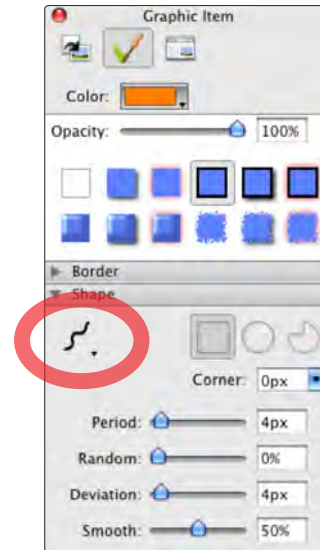 Graphic Item
Color:
Opacity: 100%
Border
Shape
Corner: 0px
Period: 4px
Random: 0%
Deviation: 4px
Smooth: 50%